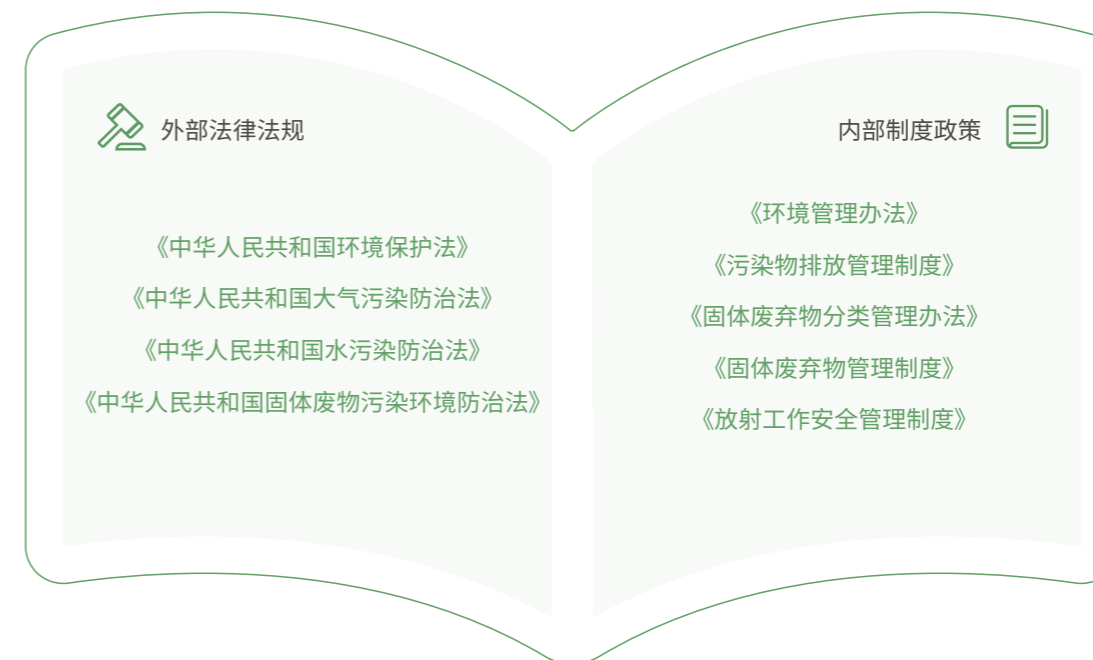 外部法律法规
《中华人民共和国环境保护法》
《中华人民共和国大气污染防治法》
《中华人民共和国水污染防治法》
《中华人民共和国固体废物污染环境防治法》
内部制度政策
《环境管理办法》
《污染物排放管理制度》
《固体废弃物分类管理办法》
《固体废弃物管理制度》
《放射工作安全管理制度》